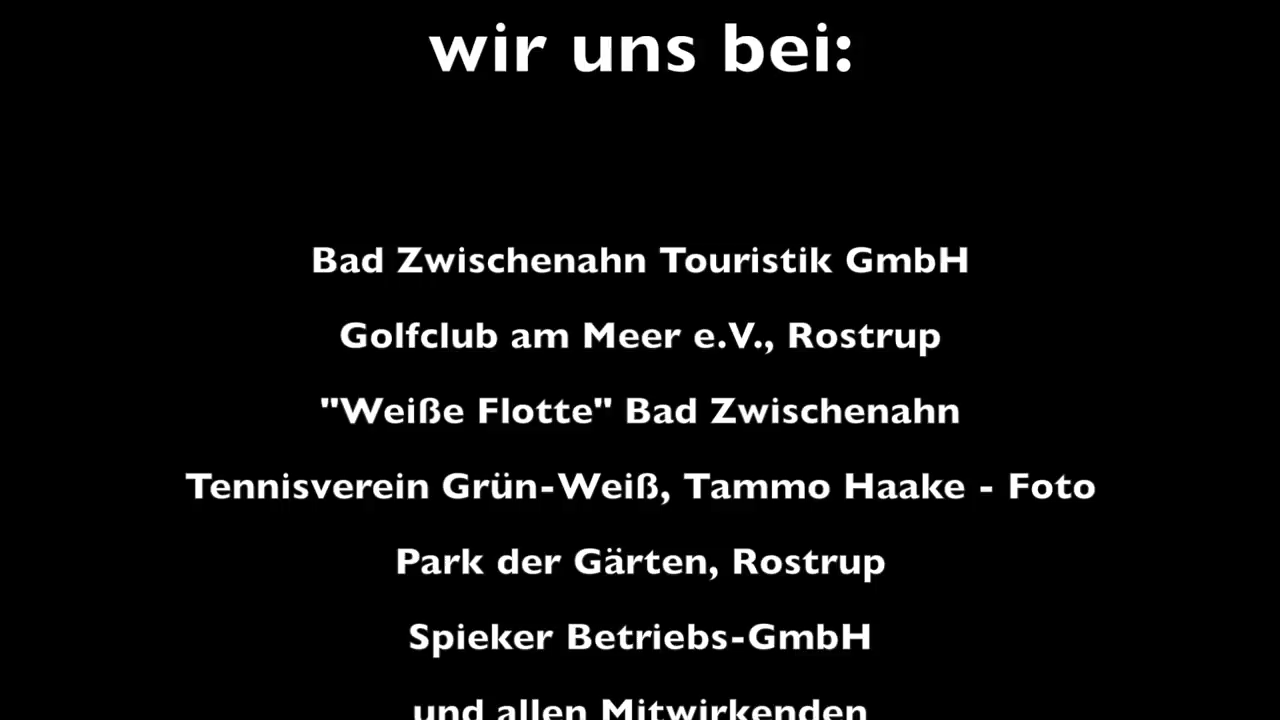 wir uns bei:
Bad Zwischenahn Touristik GmbH
Golfclub am Meer e.V., Rostrup
"Weiße Flotte" Bad Zwischenahn
Tennisverein Grün-Weiß, Tammo Haake - Foto
Park der Gärten, Rostrup
Spieker Betriebs-GmbH
und allen Mitwirkenden